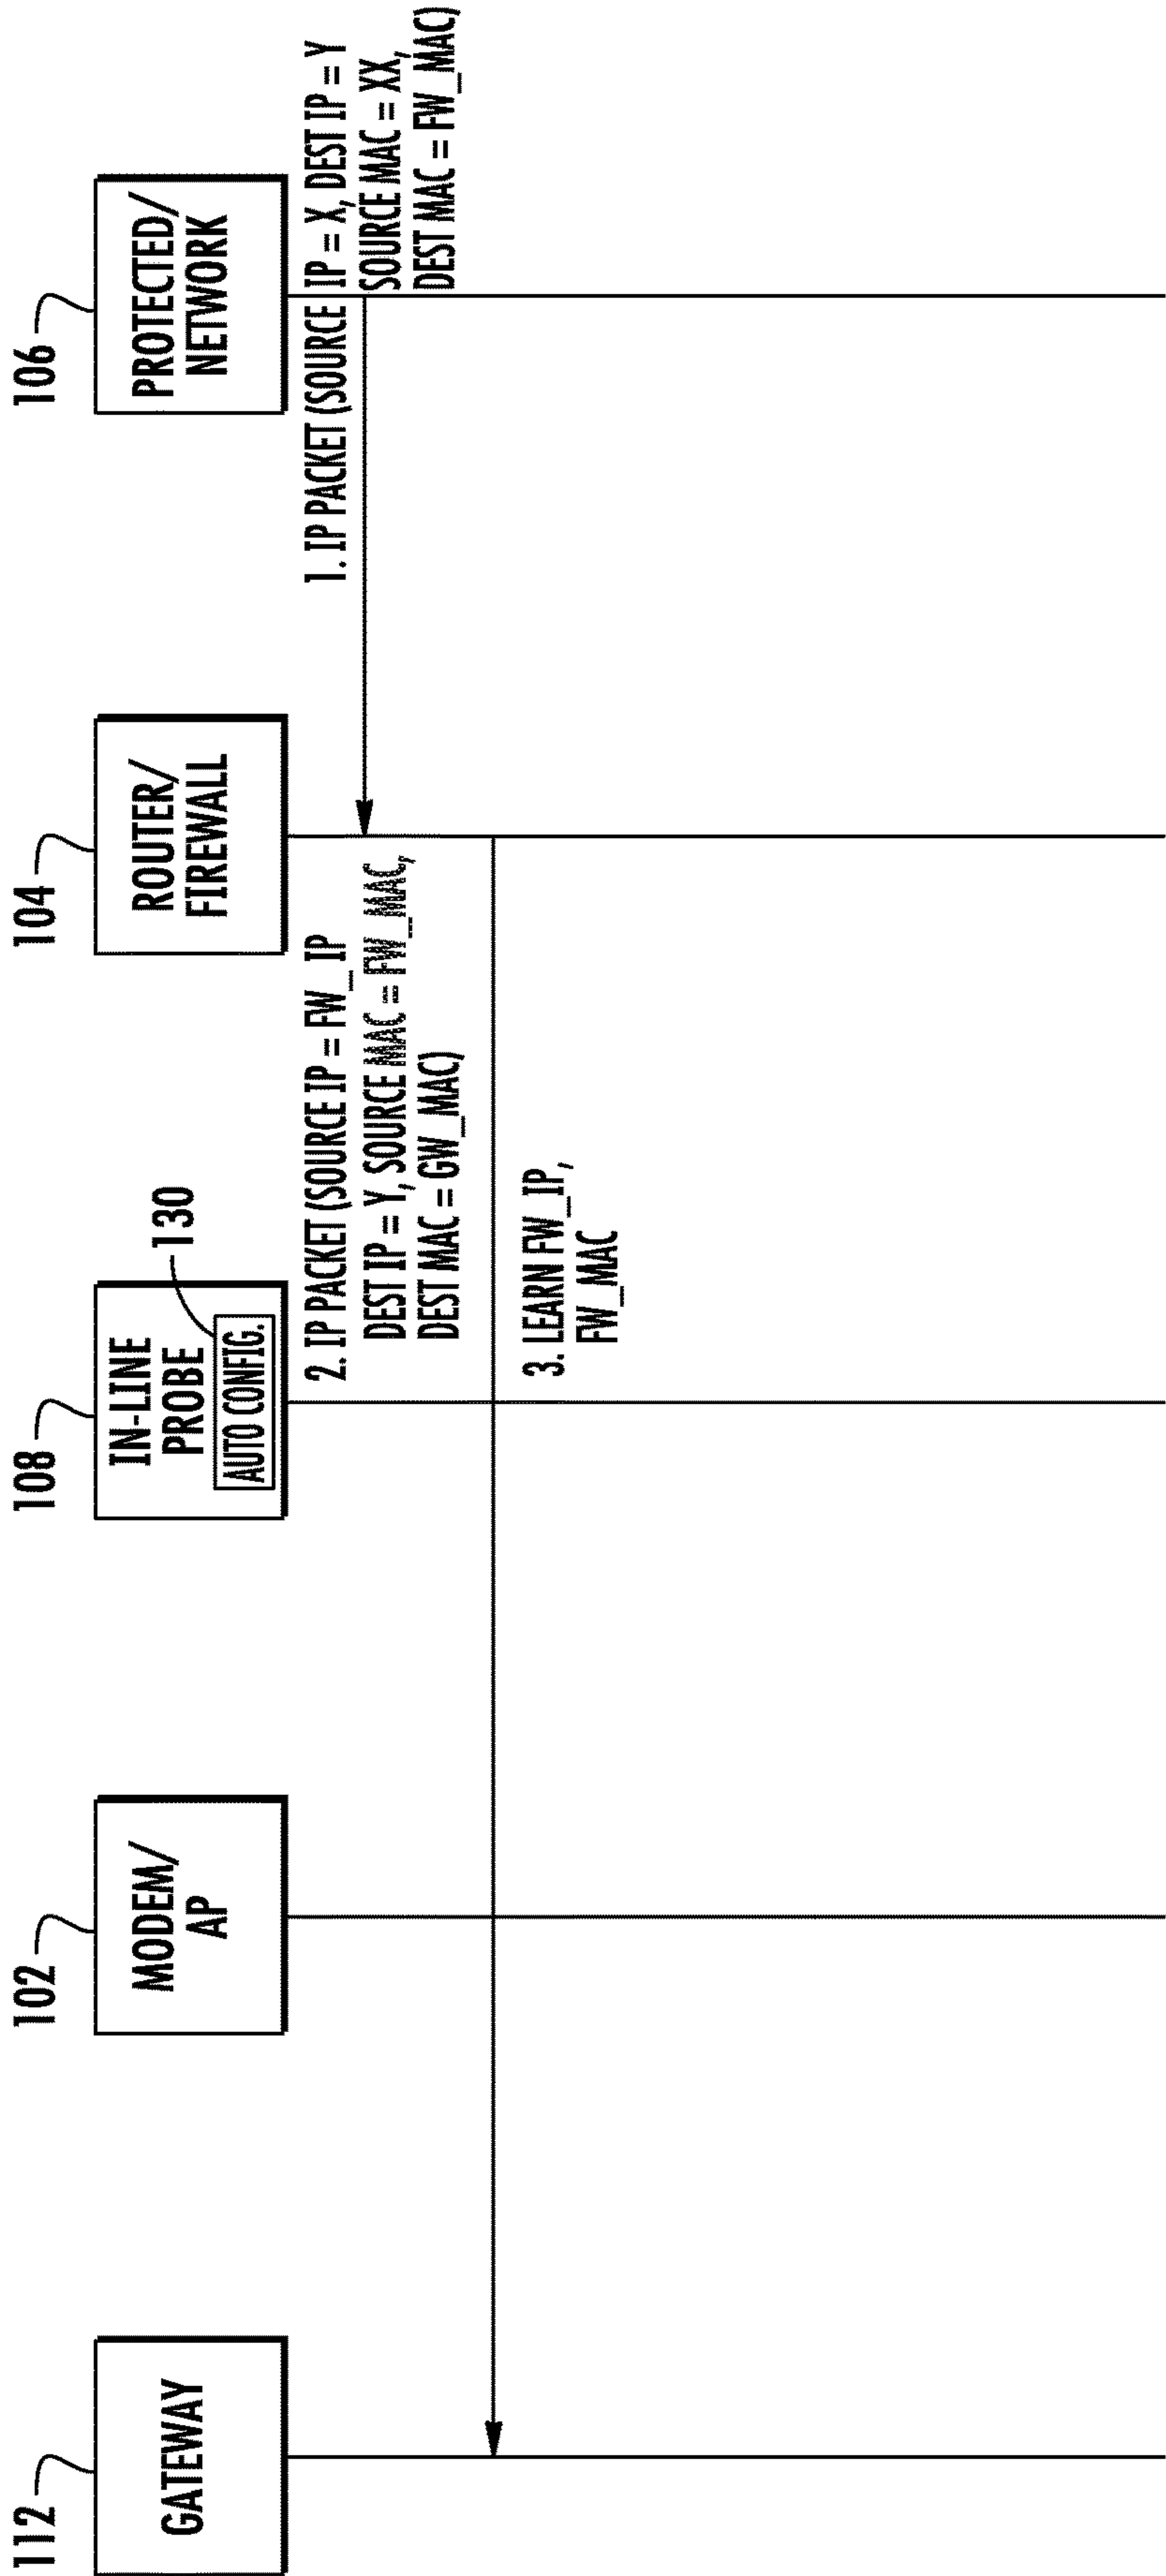 112
GATEWAY
102
MODEM/
AP
108
IN-LINE
PROBE
AUTO CONFIG.
130
104
ROUTER/
FIREWALL
106
PROTECTED/
NETWORK
1. IP PACKET (SOURCE IP = X, DEST IP = Y
SOURCE MAC = XX,
DEST MAC = FW_MAC)
2. IP PACKET (SOURCE IP = FW_IP
DEST IP = Y, SOURCE MAC = FW_MAC,
DEST MAC = GW_MAC)
3. LEARN FW_IP,
FW_MAC